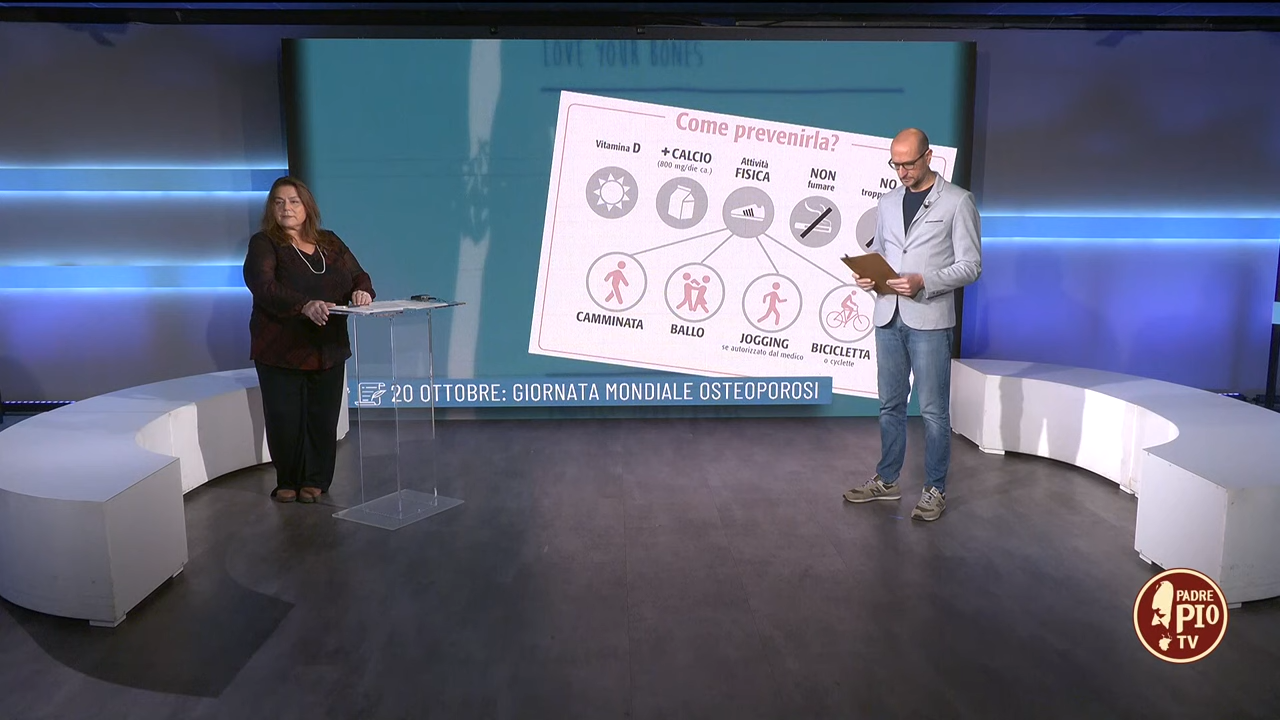 LOVE YOUR BONES
Come prevenirla?
Vitamina D
+ CALCIO
(800 mg/die ca.)
Attività
FISICA
NON
fumare
NO
CAMMINATA
BALLO
JOGGING
se autorizzato dal medico
BICICLETTA
o cyclette
20 OTTOBRE: GIORNATA MONDIALE OSTEOPOROSI
PADRE
PIO
TV